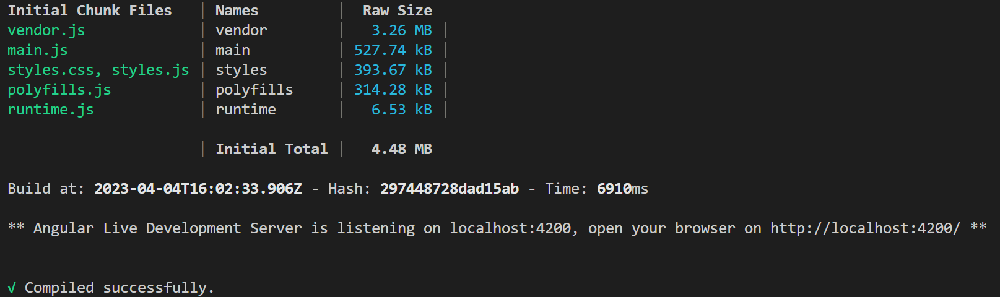 Initial Chunk Files | Names | Raw Size
vendor.js | vendor | 3.26 MB |
main.js | main | 527.74 kB |
styles.css, styles.js | styles | 393.67 kB |
polyfills.js | polyfills | 314.28 kB |
runtime.js | runtime | 6.53 kB |
| Initial Total | 4.48 MB
Build at: 2023-04-04T16:02:33.906Z - Hash: 297448728dad15ab - Time: 6910ms
** Angular Live Development Server is listening on localhost:4200, open your browser on http://localhost:4200/ **
√ Compiled successfully.